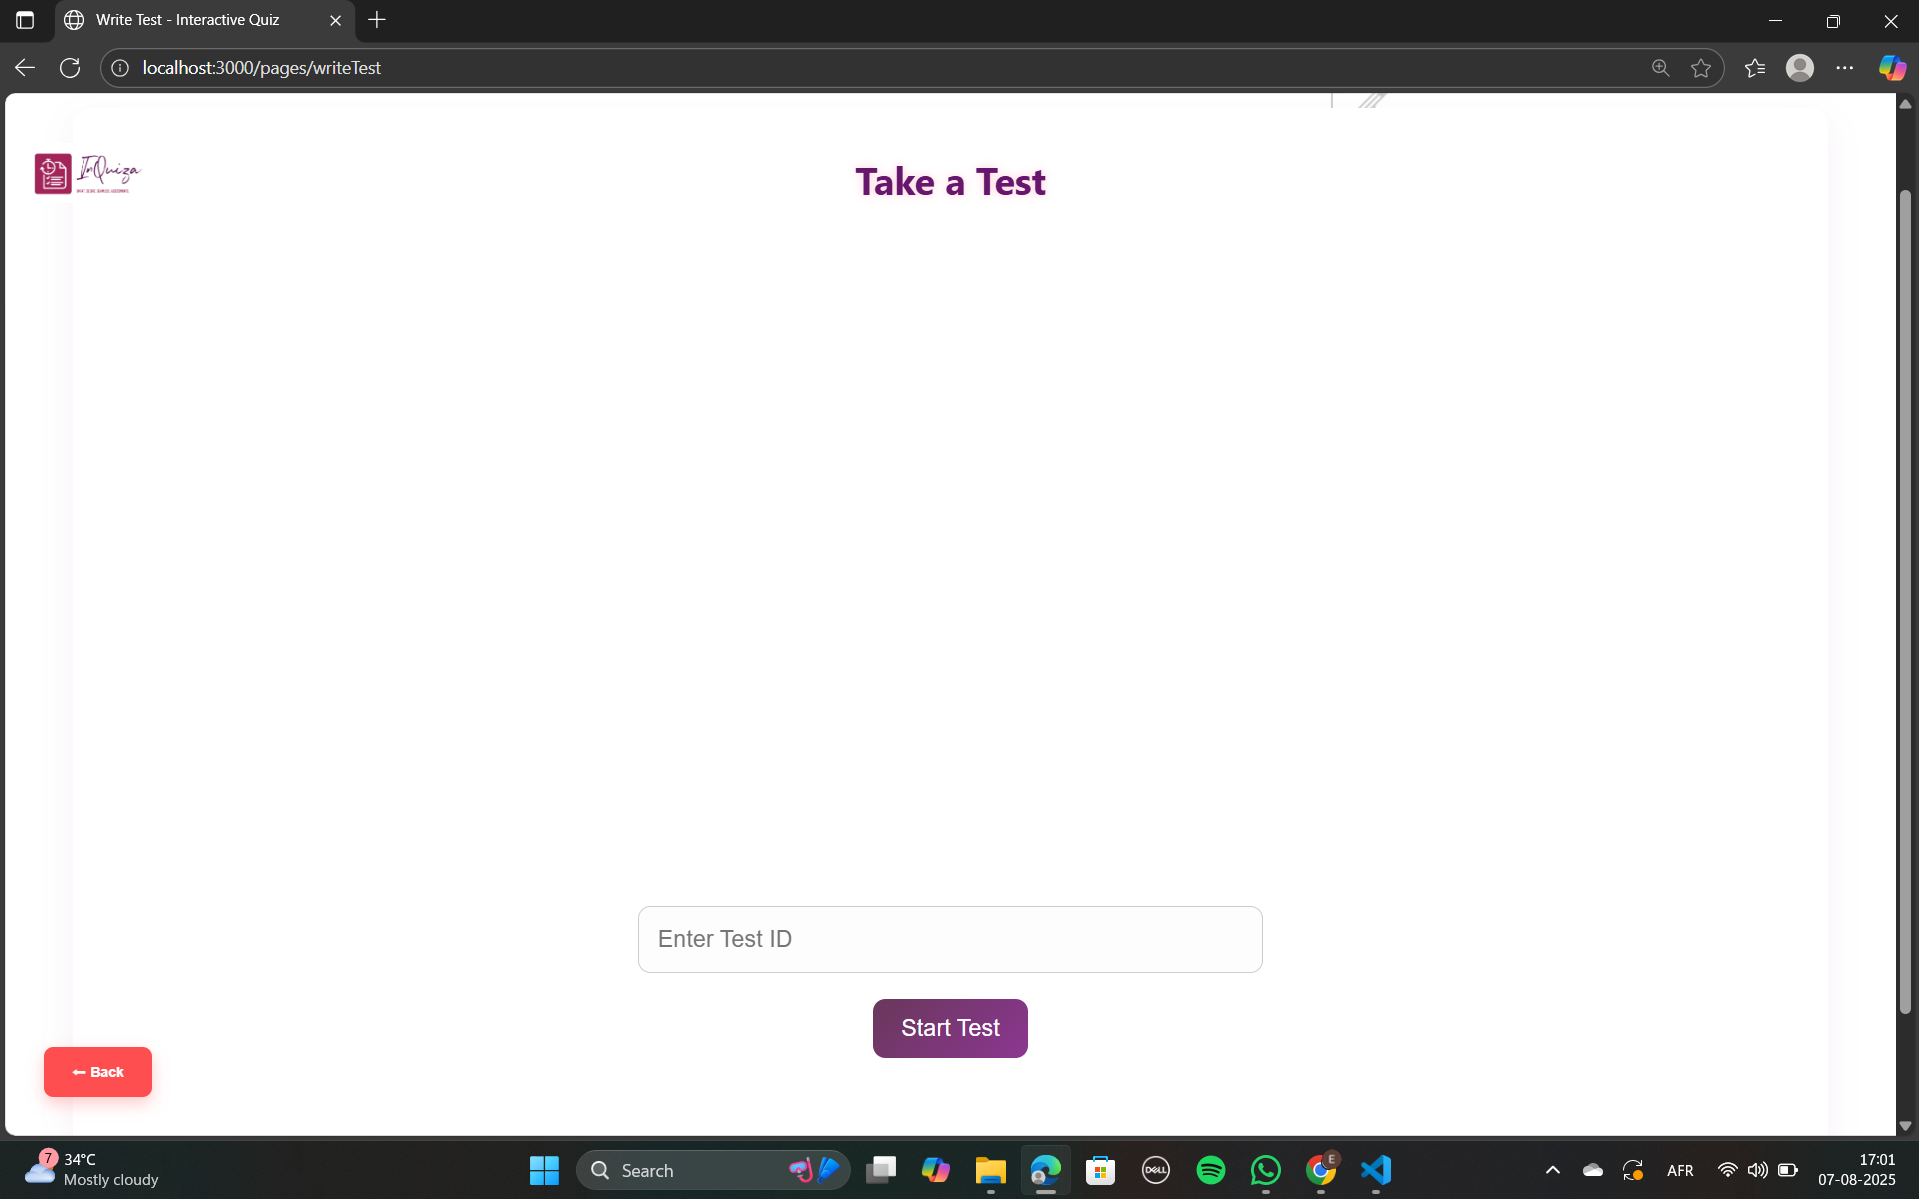 Write Test - Interactive Quiz
localhost:3000/pages/writeTest
InQuiza
Take a Test
Enter Test ID
Start Test
← Back
7
34°C
Mostly cloudy
Search
DELL
E
AFR
17:01
07-08-2025